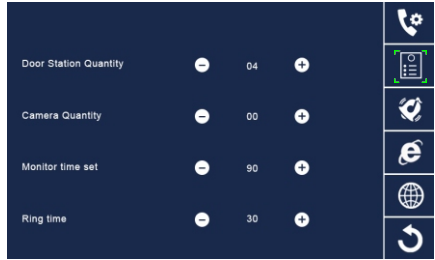 Door Station Quantity 04
Camera Quantity 00
Monitor time set 90
Ring time 30